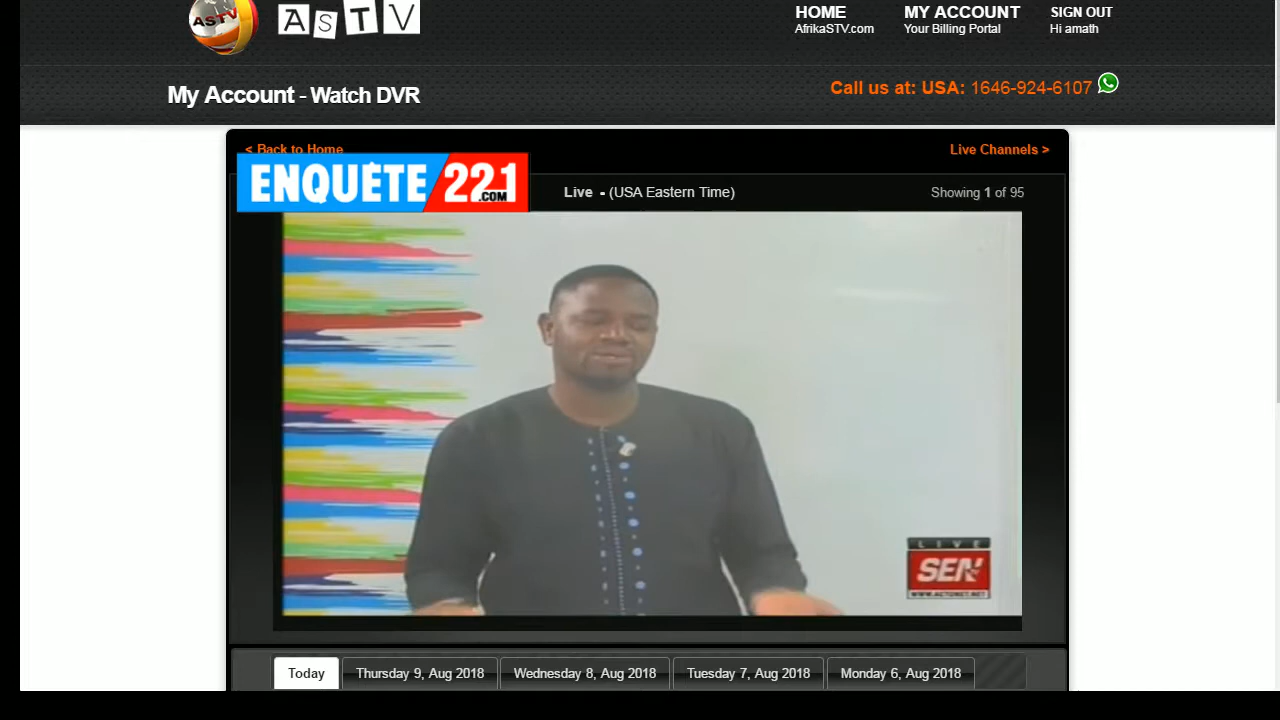 ASTV
ASTV
HOME
AfrikaSTV.com
MY ACCOUNT
Your Billing Portal
SIGN OUT
Hi amath
My Account - Watch DVR
Call us at: USA: 1646-924-6107
< Back to Home
Live Channels >
ENQUÊTE 221
.COM
Live - (USA Eastern Time)
Showing 1 of 95
LIVE
SEN
WWW.ACTUNET.NET
Today
Thursday 9, Aug 2018
Wednesday 8, Aug 2018
Tuesday 7, Aug 2018
Monday 6, Aug 2018